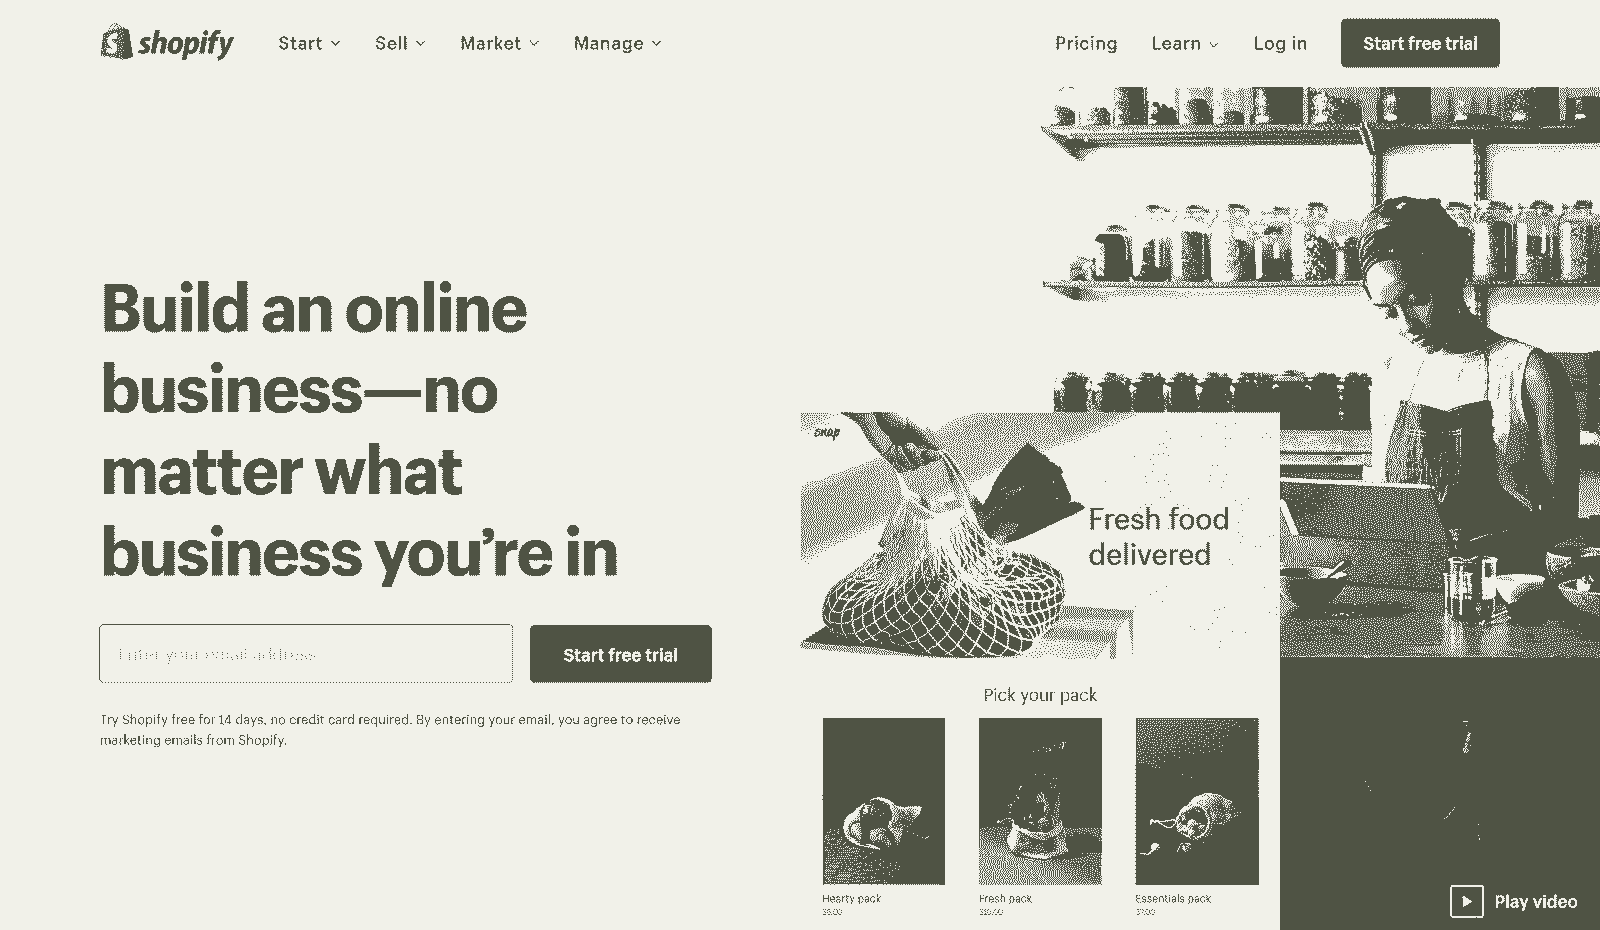 shopify
Start
Sell
Market
Manage
Pricing
Learn
Log in
Start free trial
Build an online
business—no
matter what
business you're in
Enter your email address
Start free trial
Try Shopify free for 14 days, no credit card required. By entering your email, you agree to receive
marketing emails from Shopify.
snap
Fresh food
delivered
Pick your pack
Hearty pack
Fresh pack
Essentials pack
Play video